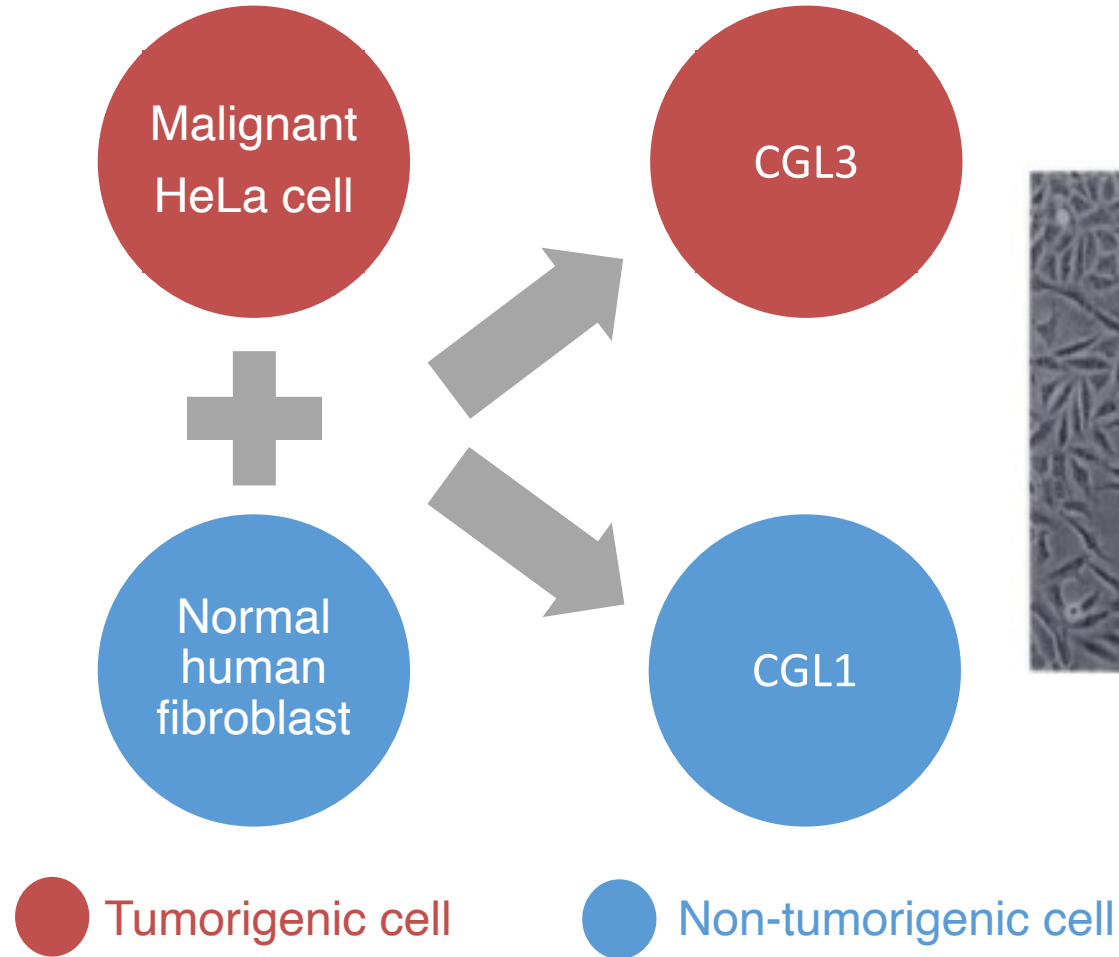 Malignant
HeLa cell
CGL3
Normal
human
fibroblast
CGL1
Tumorigenic cell
Non-tumorigenic cell